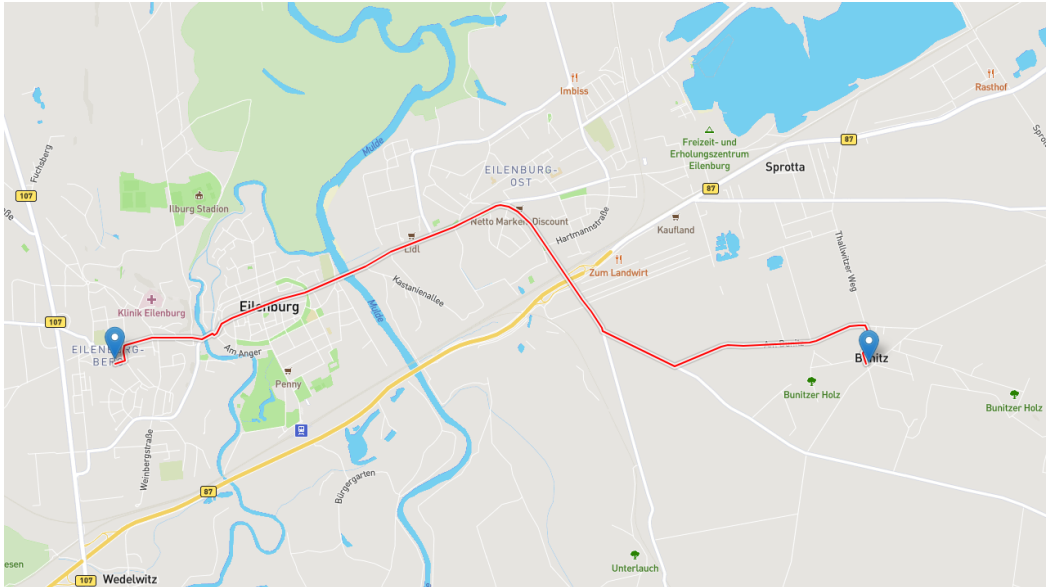 Imbiss
Rasthof
Fuchsberg
Mulde
Freizeit- und
Erholungszentrum
Eilenburg
87
Sprotta
EILENBURG-
OST
107
87
Ilburg Stadion
Netto Marken-Discount
Hartmannstraße
Kaufland
Lidl
Thallwitzer Weg
Zum Landwirt
Kastanienallee
Klinik Eilenburg
Eilenburg
Mulde
107
EILENBURG-
BERG
Am Anger
Penny
Bunitzer Holz
Bunitzer Holz
Weinbergstraße
Bürgergarten
87
Unterlauch
107
Wedelwitz